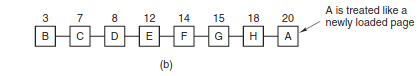 3 7 8 12 14 15 18 20
A is treated like a
newly loaded page
B C D E F G H A
(b)